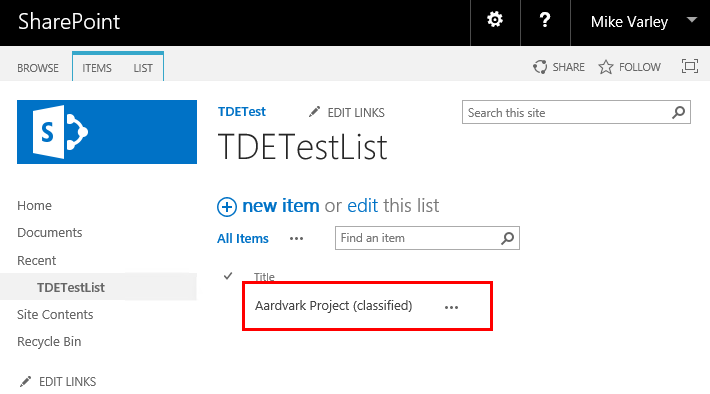 SharePoint
? Mike Varley
BROWSE ITEMS LIST SHARE FOLLOW
S
TDETest EDIT LINKS Search this site
TDETestList
Home
Documents
Recent
TDETestList
Site Contents
Recycle Bin
EDIT LINKS
new item or edit this list
All Items ... Find an item
Title
Aardvark Project (classified) ...